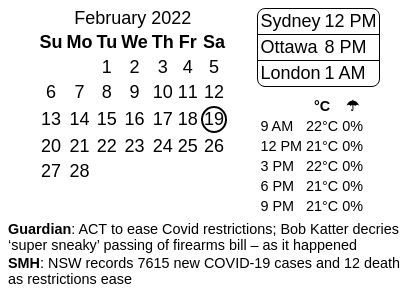 February 2022
Su Mo Tu We Th Fr Sa
1 2 3 4 5
6 7 8 9 10 11 12
13 14 15 16 17 18 19
20 21 22 23 24 25 26
27 28
Sydney 12 PM
Ottawa 8 PM
London 1 AM
°C ☂
9 AM 22°C 0%
12 PM 21°C 0%
3 PM 22°C 0%
6 PM 21°C 0%
9 PM 21°C 0%
Guardian: ACT to ease Covid restrictions; Bob Katter decries
‘super sneaky’ passing of firearms bill – as it happened
SMH: NSW records 7615 new COVID-19 cases and 12 death
as restrictions ease